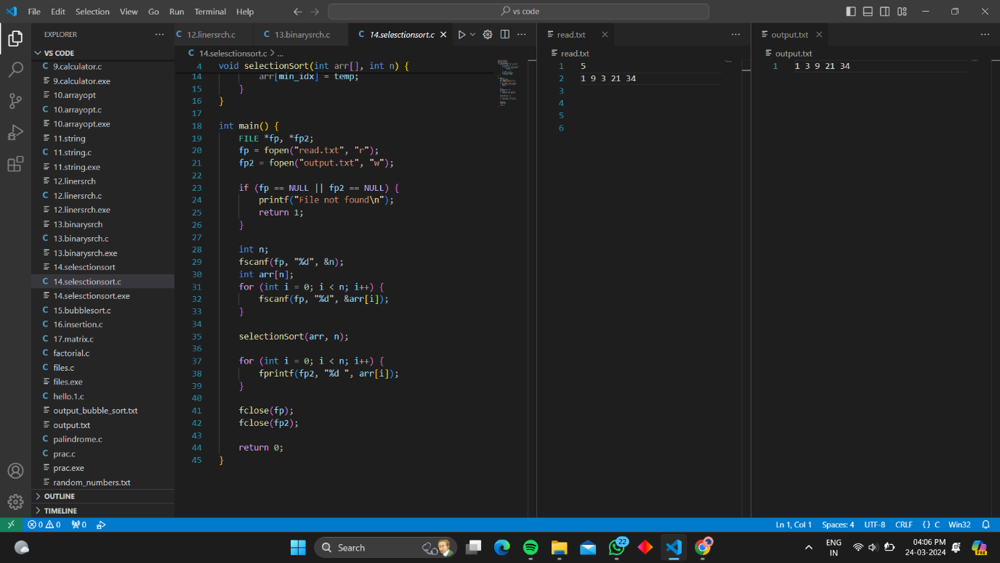 File Edit Selection View Go Run Terminal Help
vs code
EXPLORER
VS CODE
9.calculator.c
9.calculator.exe
10.arrayopt
10.arrayopt.c
10.arrayopt.exe
11.string
11.string.c
11.string.exe
12.linersrch
12.linersrch.c
12.linersrch.exe
13.binarysrch
13.binarysrch.c
13.binarysrch.exe
14.selesctionsort
14.selesctionsort.c
14.selesctionsort.exe
15.bubblesort.c
16.insertion.c
17.matrix.c
factorial.c
files.c
files.exe
hello.1.c
output_bubble_sort.txt
output.txt
palindrome.c
prac.c
prac.exe
random_numbers.txt
OUTLINE
TIMELINE
C 12.linersrch.c C 13.binarysrch.c C 14.selesctionsort.c
C 14.selesctionsort.c > ...
4 void selectionSort(int arr[], int n) {
14 arr[min_idx] = temp;
15 }
16 }
17
18 int main() {
19 FILE *fp, *fp2;
20 fp = fopen("read.txt", "r");
21 fp2 = fopen("output.txt", "w");
22
23 if (fp == NULL || fp2 == NULL) {
24 printf("File not found\n");
25 return 1;
26 }
27
28 int n;
29 fscanf(fp, "%d", &n);
30 int arr[n];
31 for (int i = 0; i < n; i++) {
32 fscanf(fp, "%d", &arr[i]);
33 }
34
35 selectionSort(arr, n);
36
37 for (int i = 0; i < n; i++) {
38 fprintf(fp2, "%d ", arr[i]);
39 }
40
41 fclose(fp);
42 fclose(fp2);
43
44 return 0;
45 }
read.txt
read.txt
1 5
2 1 9 3 21 34
3
4
5
6
output.txt
output.txt
1 1 3 9 21 34
0 0 0 Ln 1, Col 1 Spaces: 4 UTF-8 CRLF {} C Win32
Search
22
ENG
IN
04:06 PM
24-03-2024
PRE